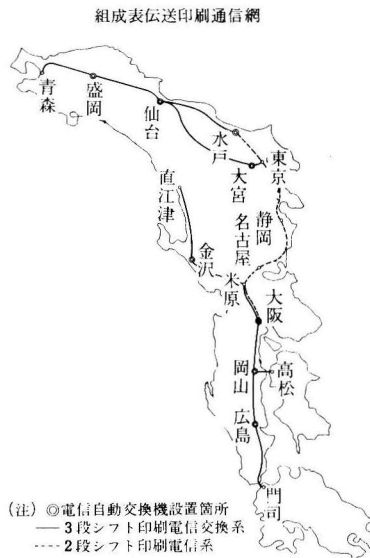 組成表伝送印刷通信網
青森
盛岡
仙台
水戸
大宮
東京
直江津
静岡
名古屋
金沢
米原
大阪
岡山
高松
広島
門司
(注) ◎電信自動交換機設置箇所
—— 3段シフト印刷電信交換系
---- 2段シフト印刷電信系